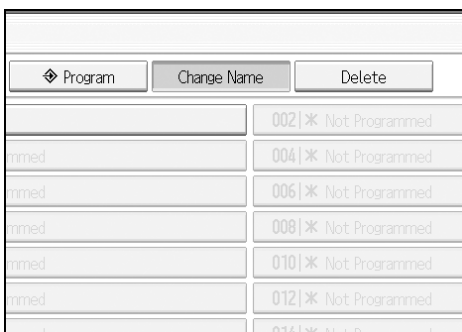 Program Change Name Delete
002 * Not Programmed
mmed 004 * Not Programmed
mmed 006 * Not Programmed
mmed 008 * Not Programmed
mmed 010 * Not Programmed
mmed 012 * Not Programmed